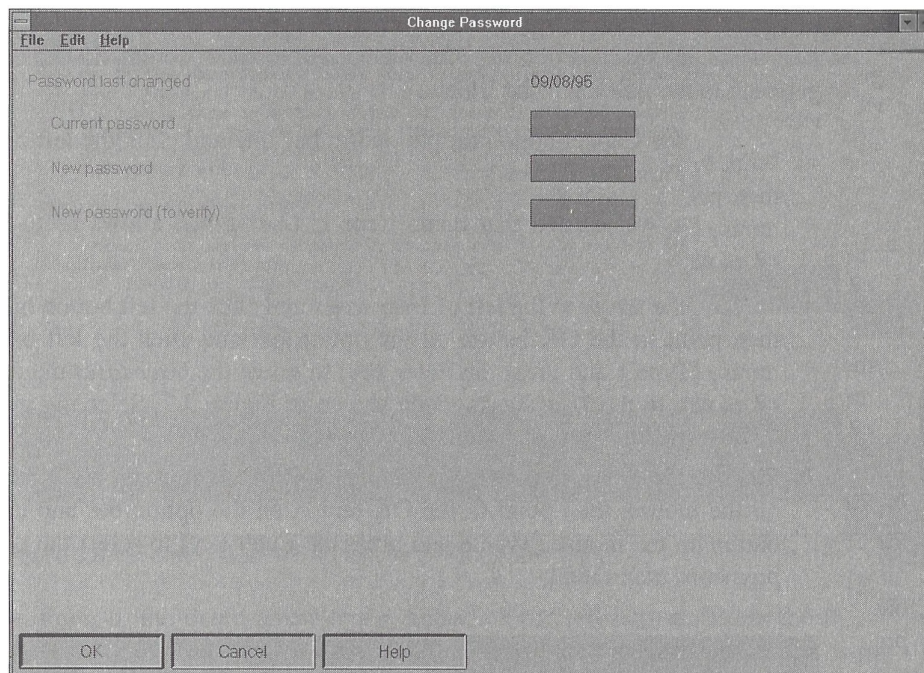 Change Password
File Edit Help
Password last changed 09/08/95
Current password
New password
New password (to verify)
OK Cancel Help